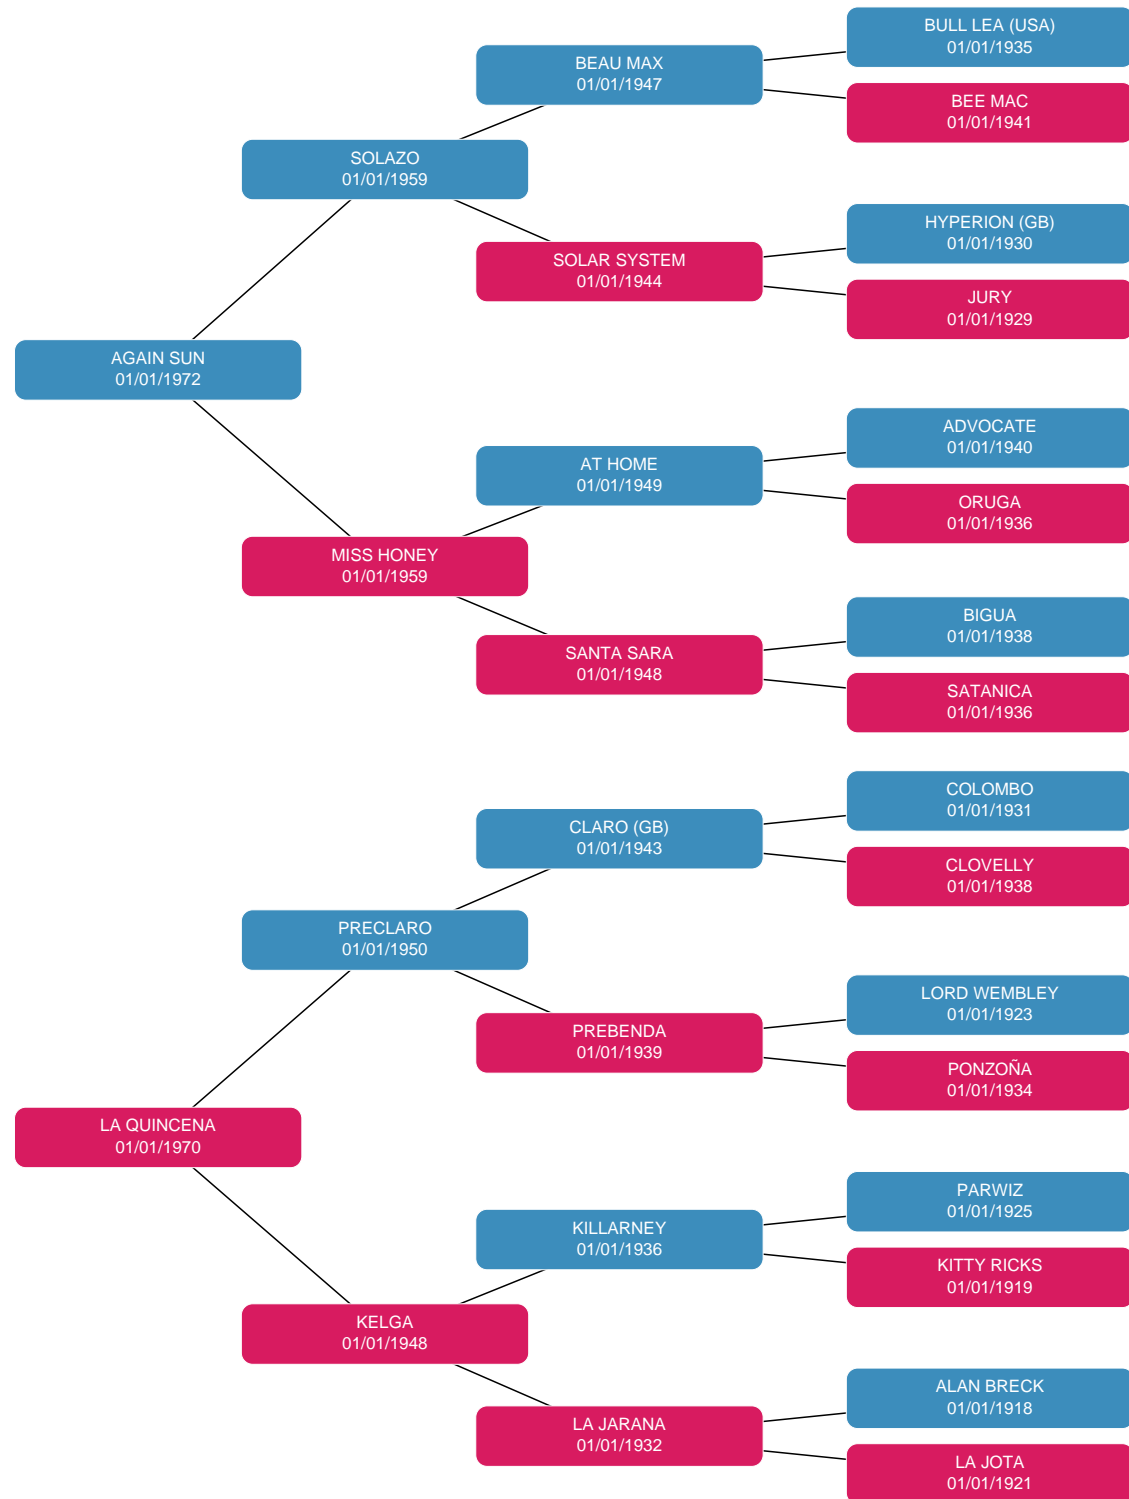 BULL LEA (USA)
01/01/1935
BEAU MAX
01/01/1947
BEE MAC
01/01/1941
SOLAZO
01/01/1959
HYPERION (GB)
01/01/1930
SOLAR SYSTEM
01/01/1944
JURY
01/01/1929
AGAIN SUN
01/01/1972
ADVOCATE
01/01/1940
AT HOME
01/01/1949
ORUGA
01/01/1936
MISS HONEY
01/01/1959
BIGUA
01/01/1938
SANTA SARA
01/01/1948
SATANICA
01/01/1936
COLOMBO
01/01/1931
CLARO (GB)
01/01/1943
CLOVELLY
01/01/1938
PRECLARO
01/01/1950
LORD WEMBLEY
01/01/1923
PREBENDA
01/01/1939
PONZOÑA
01/01/1934
LA QUINCENA
01/01/1970
PARWIZ
01/01/1925
KILLARNEY
01/01/1936
KITTY RICKS
01/01/1919
KELGA
01/01/1948
ALAN BRECK
01/01/1918
LA JARANA
01/01/1932
LA JOTA
01/01/1921